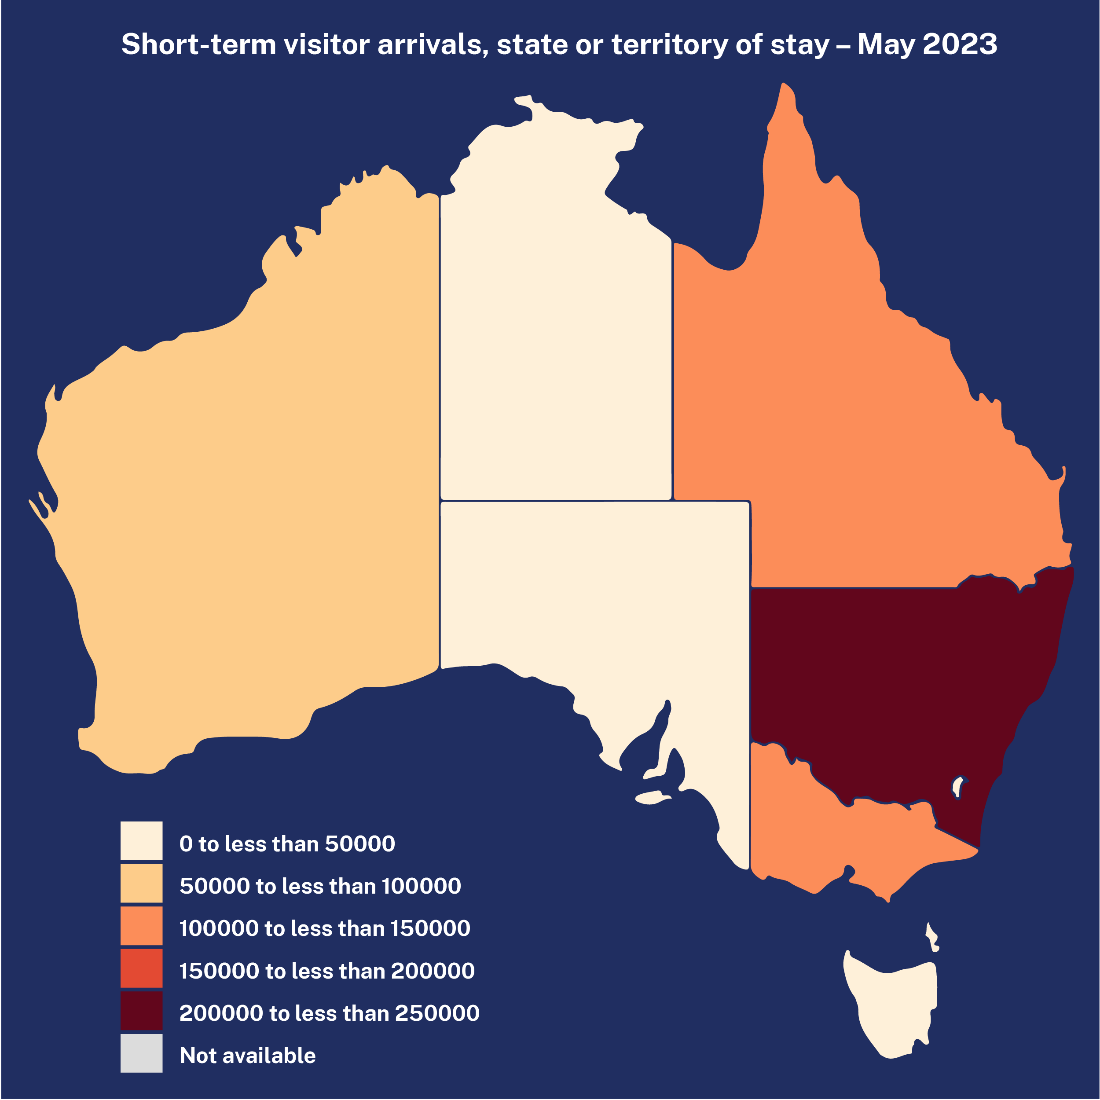 Short-term visitor arrivals, state or territory of stay – May 2023
0 to less than 50000
50000 to less than 100000
100000 to less than 150000
150000 to less than 200000
200000 to less than 250000
Not available